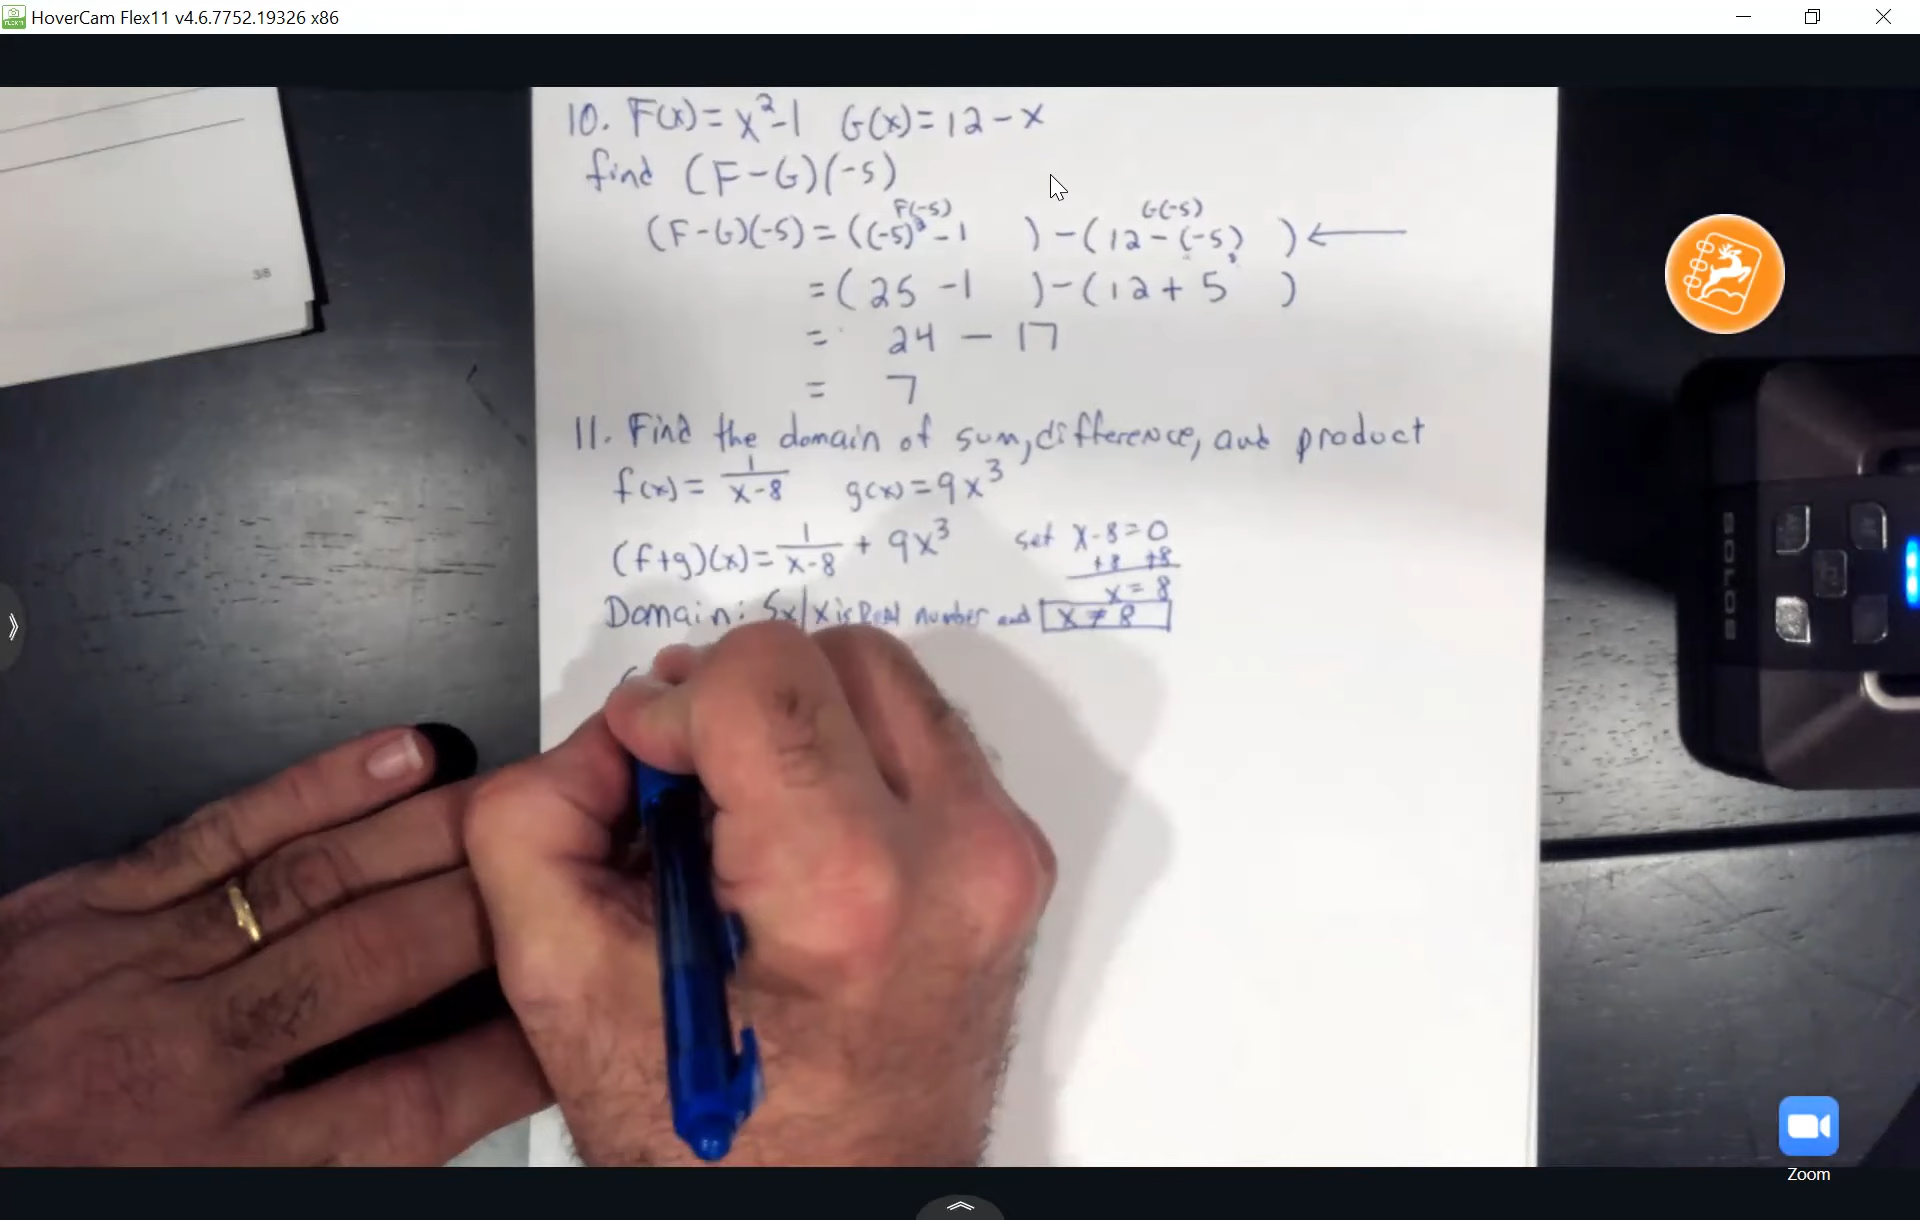 HoverCam Flex11 v4.6.7752.19326 x86
10. F(x) = x² - 1 G(x) = 12 - x
find (F - G)(-5)
F(-5) G(-5)
(F - G)(-5) = ((-5)² - 1 ) - (12 - (-5) ) ←
= ( 25 - 1 ) - (12 + 5 )
= 24 - 17
= 7
11. Find the domain of sum, difference, and product
f(x) = 1/(x-8) g(x) = 9x³
(f+g)(x) = 1/(x-8) + 9x³ set x-8=0
+8 +8
x = 8
Domain: {x|x is Real number and x ≠ 8
(
38
SOLO8
Zoom